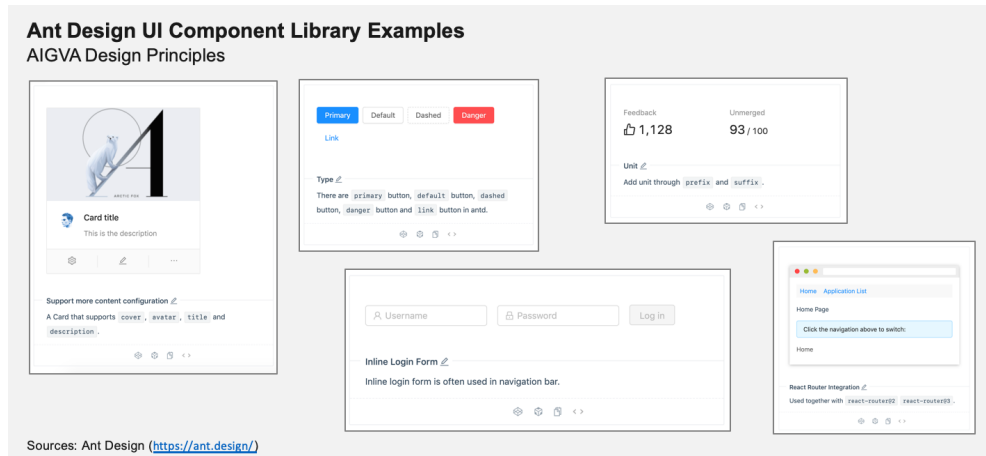 Ant Design UI Component Library Examples
AIGVA Design Principles
A
ARCTIC FOX
Card title
This is the description
Support more content configuration
A Card that supports cover, avatar, title and
description.
Primary Default Dashed Danger
Link
Type
There are primary button, default button, dashed
button, danger button and link button in antd.
Feedback Unmerged
1,128 93 / 100
Unit
Add unit through prefix and suffix.
Username Password Log in
Inline Login Form
Inline login form is often used in navigation bar.
Home Application List
Home Page
Click the navigation above to switch:
Home
React Router Integration
Used together with react-router@2 react-router@3.
Sources: Ant Design (https://ant.design/)